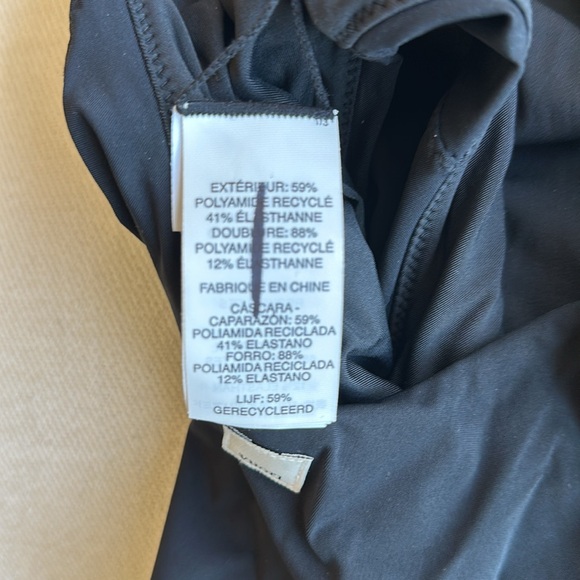 EXTÉRIEUR: 59%
POLYAMIDE RECYCLÉ
41% ÉLASTHANNE
DOUBLURE: 88%
POLYAMIDE RECYCLÉ
12% ÉLASTHANNE
FABRIQUÉ EN CHINE
CÁSCARA -
CAPARAZÓN: 59%
POLIAMIDA RECICLADA
41% ELASTANO
FORRO: 88%
POLIAMIDA RECICLADA
12% ELASTANO
LIJF: 59%
GERECYCLEERD